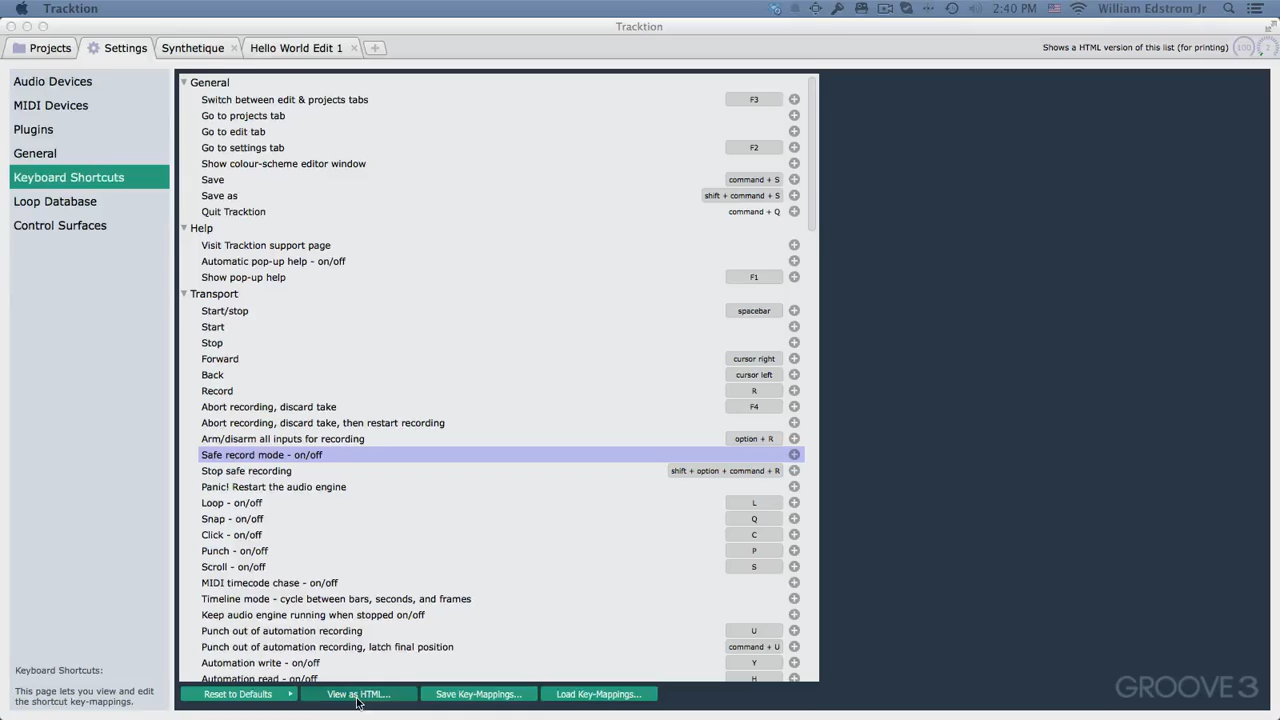 Tracktion
2:40 PM
William Edstrom Jr
Tracktion
Projects
Settings
Synthetique
Hello World Edit 1
Shows a HTML version of this list (for printing)
100
2
Audio Devices
MIDI Devices
Plugins
General
Keyboard Shortcuts
Loop Database
Control Surfaces
General
Switch between edit & projects tabs F3
Go to projects tab
Go to edit tab
Go to settings tab F2
Show colour-scheme editor window
Save command + S
Save as shift + command + S
Quit Tracktion command + Q
Help
Visit Tracktion support page
Automatic pop-up help - on/off
Show pop-up help F1
Transport
Start/stop spacebar
Start
Stop
Forward cursor right
Back cursor left
Record R
Abort recording, discard take F4
Abort recording, discard take, then restart recording
Arm/disarm all inputs for recording option + R
Safe record mode - on/off
Stop safe recording shift + option + command + R
Panic! Restart the audio engine
Loop - on/off L
Snap - on/off Q
Click - on/off C
Punch - on/off P
Scroll - on/off S
MIDI timecode chase - on/off
Timeline mode - cycle between bars, seconds, and frames
Keep audio engine running when stopped on/off
Punch out of automation recording U
Punch out of automation recording, latch final position command + U
Automation write - on/off Y
Automation read - on/off H
Keyboard Shortcuts:
This page lets you view and edit
the shortcut key-mappings.
Reset to Defaults
View as HTML...
Save Key-Mappings...
Load Key-Mappings...
GROOVE 3